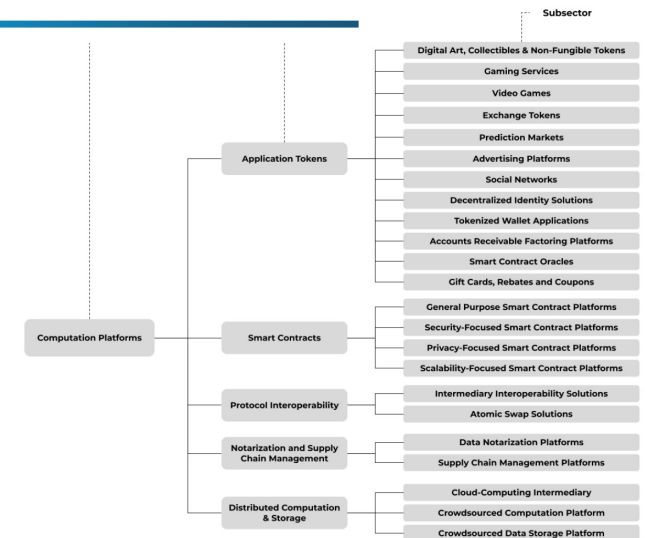 Subsector
Digital Art, Collectibles & Non-Fungible Tokens
Gaming Services
Video Games
Exchange Tokens
Prediction Markets
Application Tokens
Advertising Platforms
Social Networks
Decentralized Identity Solutions
Tokenized Wallet Applications
Accounts Receivable Factoring Platforms
Smart Contract Oracles
Gift Cards, Rebates and Coupons
Computation Platforms
Smart Contracts
General Purpose Smart Contract Platforms
Security-Focused Smart Contract Platforms
Privacy-Focused Smart Contract Platforms
Scalability-Focused Smart Contract Platforms
Protocol Interoperability
Intermediary Interoperability Solutions
Atomic Swap Solutions
Notarization and Supply
Chain Management
Data Notarization Platforms
Supply Chain Management Platforms
Distributed Computation
& Storage
Cloud-Computing Intermediary
Crowdsourced Computation Platform
Crowdsourced Data Storage Platform